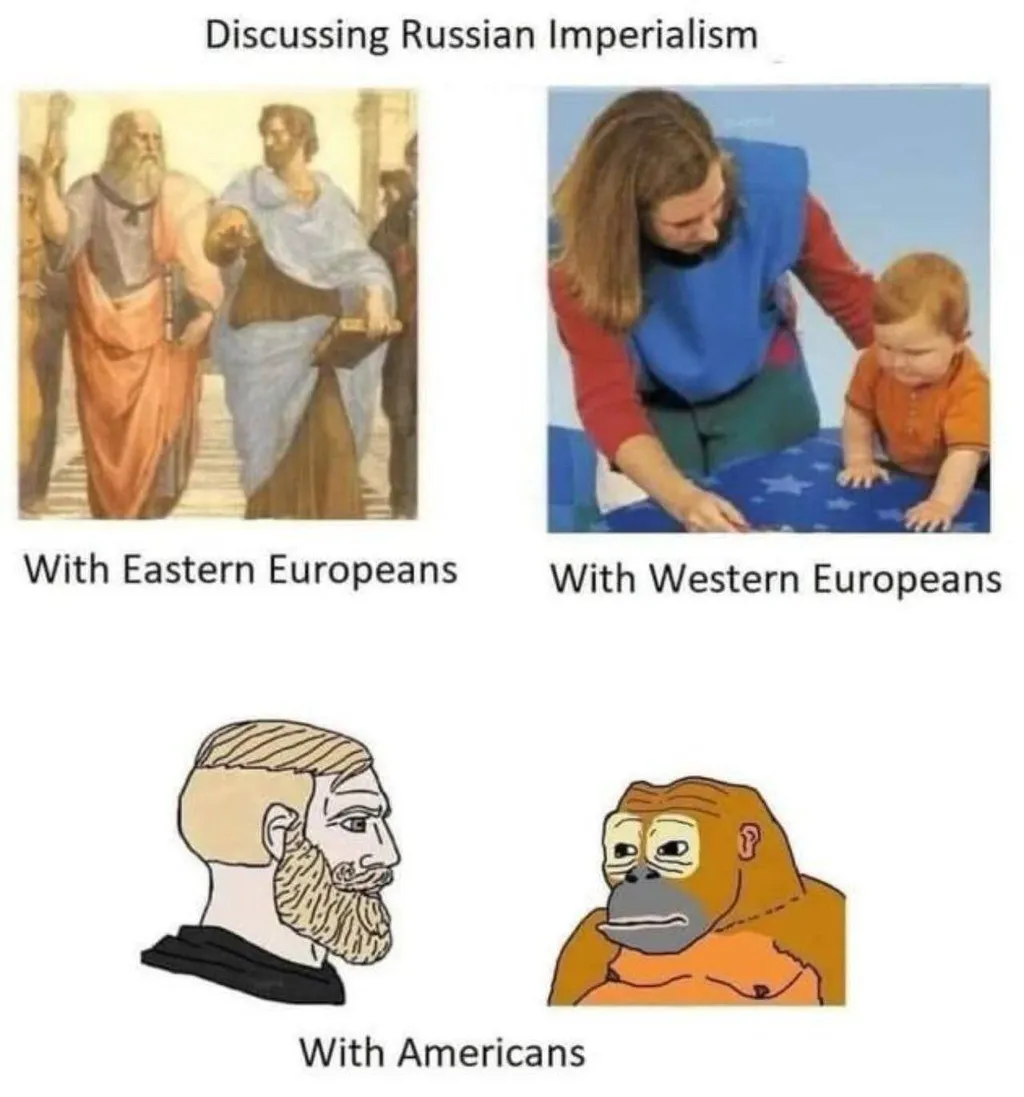 Discussing Russian Imperialism
With Eastern Europeans
With Western Europeans
With Americans